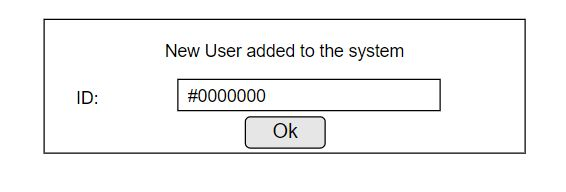 New User added to the system
ID: #0000000
Ok